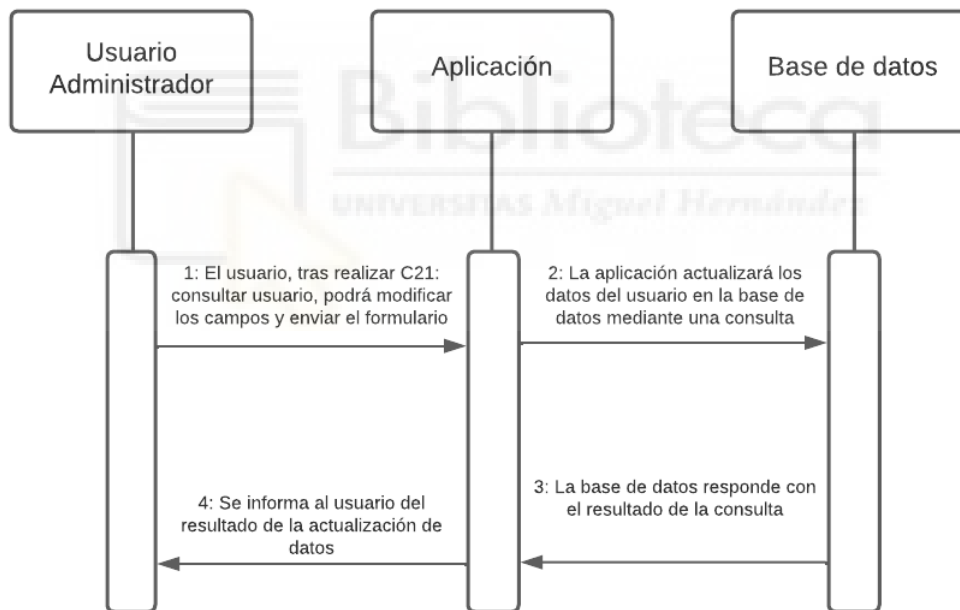 Usuario
Administrador
Aplicación
Base de datos
Biblioteca
UNIVERSITAS Miguel Hernández
1: El usuario, tras realizar C21:
consultar usuario, podrá modificar
los campos y enviar el formulario
2: La aplicación actualizará los
datos del usuario en la base de
datos mediante una consulta
4: Se informa al usuario del
resultado de la actualización de
datos
3: La base de datos responde con
el resultado de la consulta